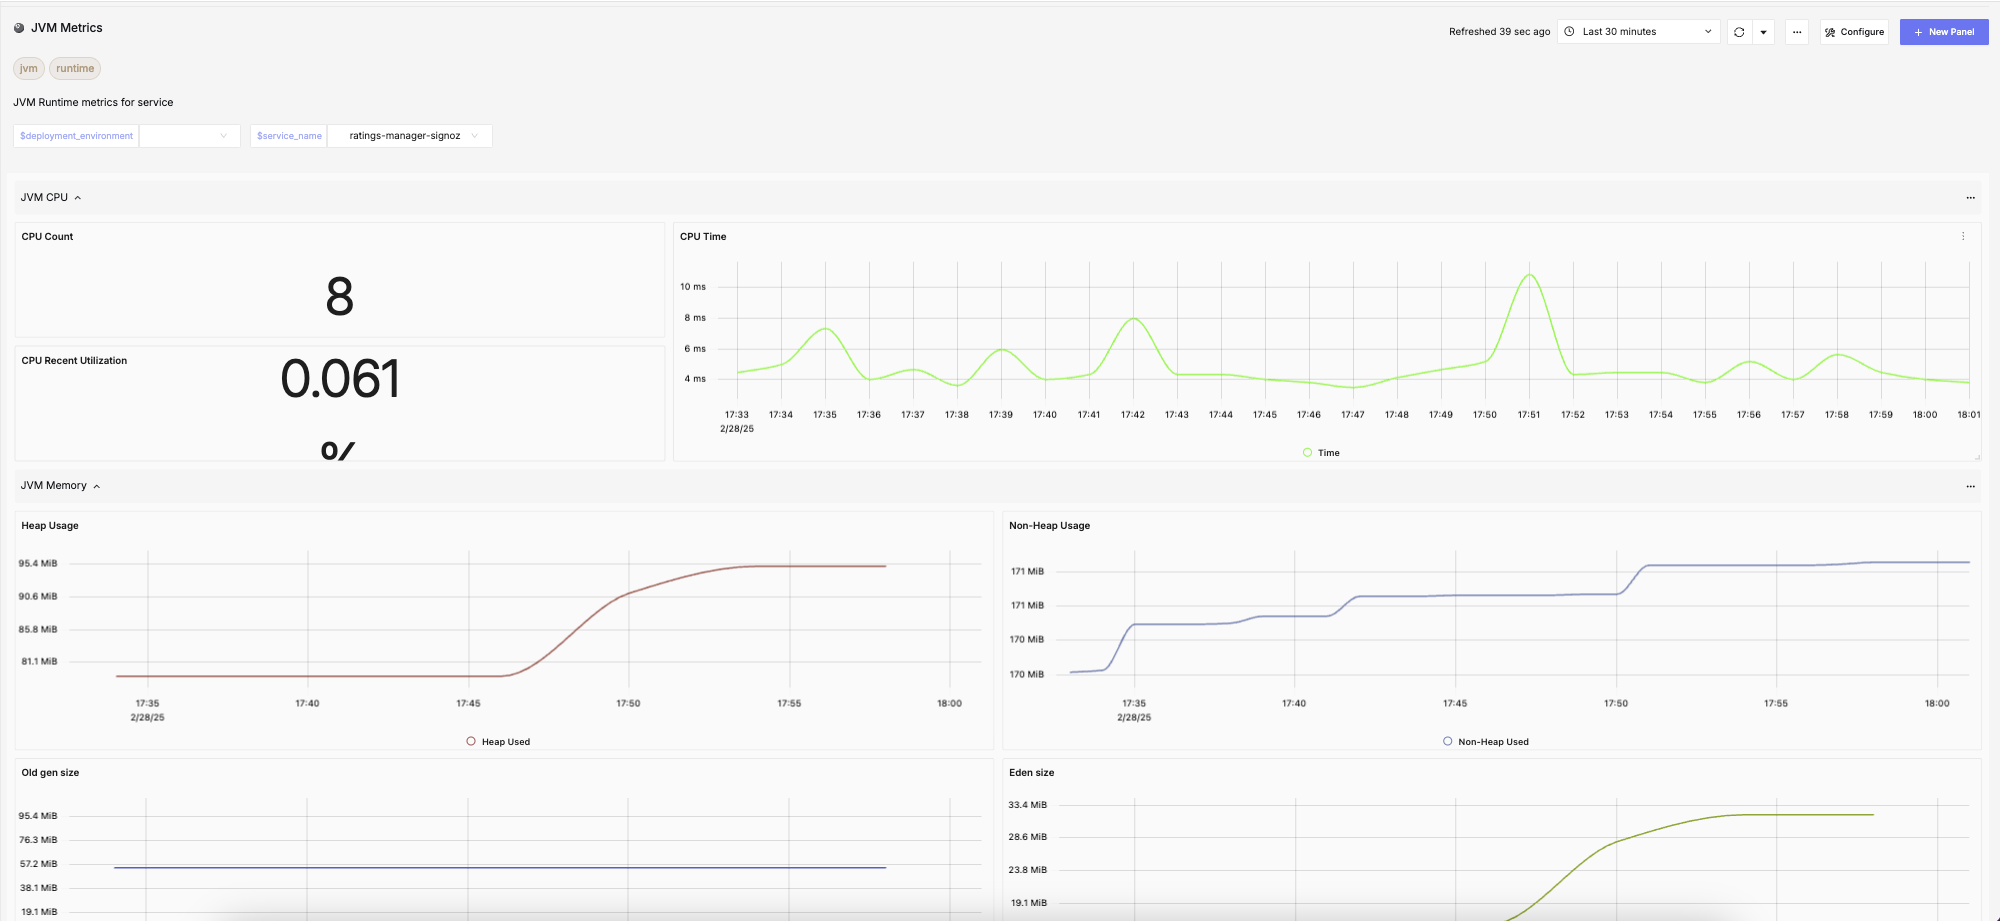 JVM Metrics
Refreshed 39 sec ago
Last 30 minutes
Configure
+ New Panel
jvm
runtime
JVM Runtime metrics for service
$deployment_environment
$service_name
ratings-manager-signoz
JVM CPU
CPU Count
8
CPU Recent Utilization
0.061
%
CPU Time
10 ms
8 ms
6 ms
4 ms
17:33 17:34 17:35 17:36 17:37 17:38 17:39 17:40 17:41 17:42 17:43 17:44 17:45 17:46 17:47 17:48 17:49 17:50 17:51 17:52 17:53 17:54 17:55 17:56 17:57 17:58 17:59 18:00 18:01
2/28/25
Time
JVM Memory
Heap Usage
95.4 MiB
90.6 MiB
85.8 MiB
81.1 MiB
17:35 17:40 17:45 17:50 17:55 18:00
2/28/25
Heap Used
Non-Heap Usage
171 MiB
171 MiB
170 MiB
170 MiB
17:35 17:40 17:45 17:50 17:55 18:00
2/28/25
Non-Heap Used
Old gen size
95.4 MiB
76.3 MiB
57.2 MiB
38.1 MiB
19.1 MiB
Eden size
33.4 MiB
28.6 MiB
23.8 MiB
19.1 MiB